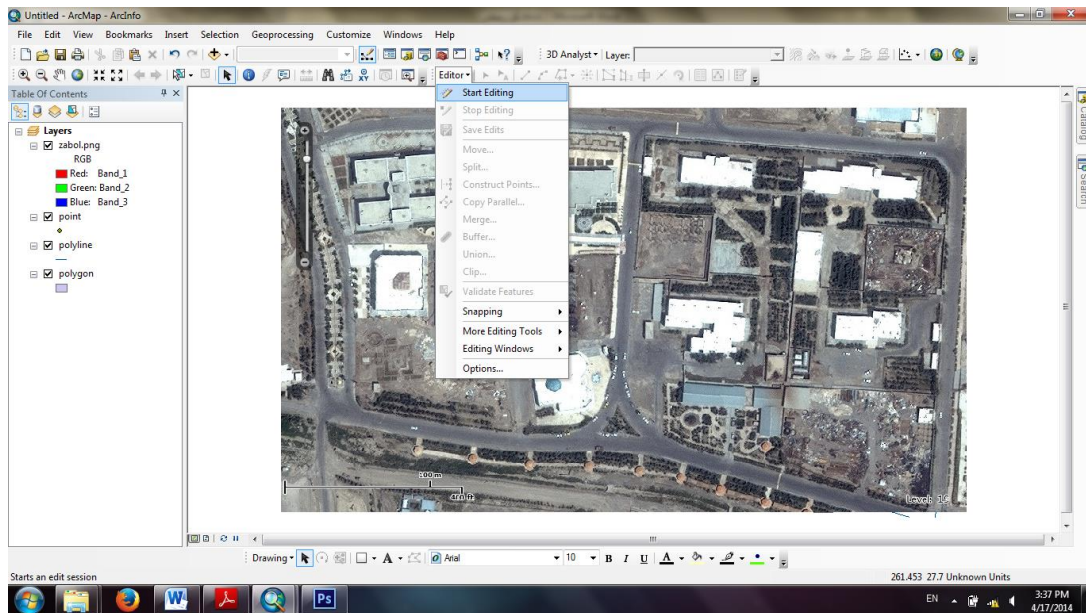 Untitled - ArcMap - ArcInfo
File Edit View Bookmarks Insert Selection Geoprocessing Customize Windows Help
3D Analyst Layer:
Editor
Table Of Contents
Layers
zabol.png
RGB
Red: Band_1
Green: Band_2
Blue: Band_3
point
polyline
polygon
Start Editing
Stop Editing
Save Edits
Move...
Split...
Construct Points...
Copy Parallel...
Merge...
Buffer...
Union...
Clip...
Validate Features
Snapping
More Editing Tools
Editing Windows
Options...
Catalog
Search
100 m
400 ft
Drawing A Arial 10 B I U A
Starts an edit session
261.453 27.7 Unknown Units
W Ps
EN
3:37 PM
4/17/2014